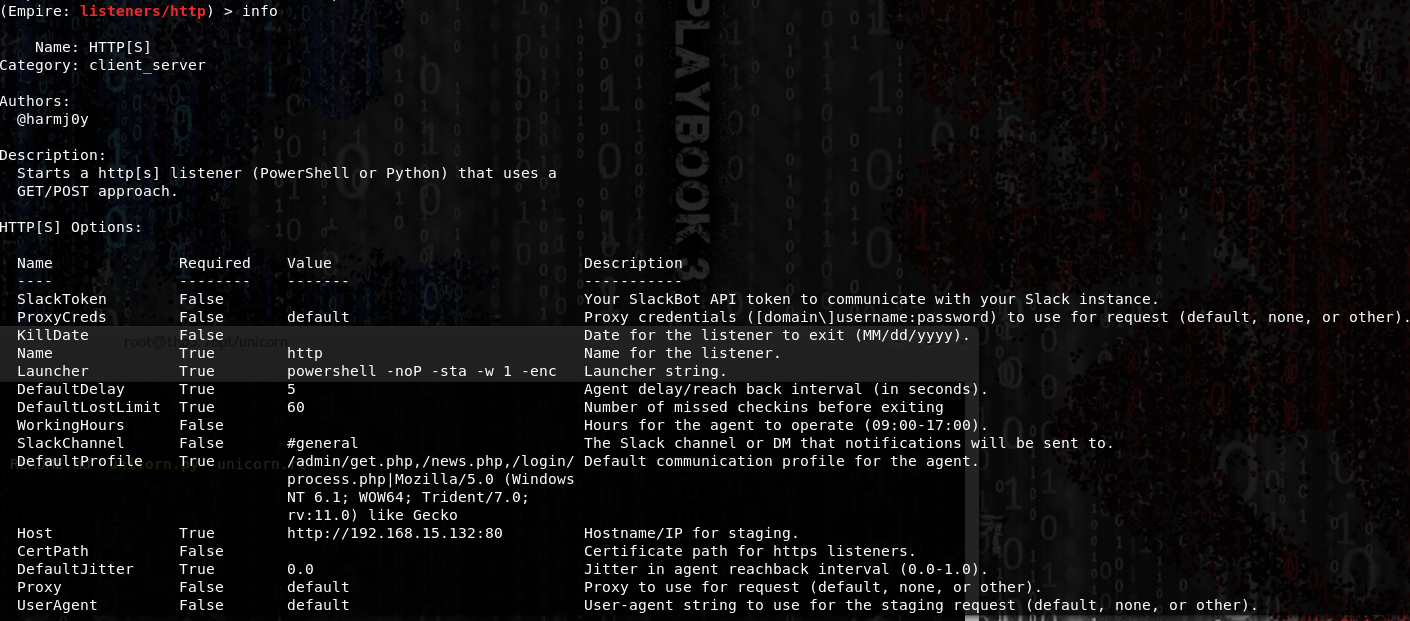 (Empire: listeners/http) > info
Name: HTTP[S]
Category: client_server
Authors:
@harmj0y
Description:
Starts a http[s] listener (PowerShell or Python) that uses a
GET/POST approach.
HTTP[S] Options:
Name Required Value Description
---- -------- ------- -----------
SlackToken False Your SlackBot API token to communicate with your Slack instance.
ProxyCreds False default Proxy credentials ([domain\]username:password) to use for request (default, none, or other).
KillDate False Date for the listener to exit (MM/dd/yyyy).
Name True http Name for the listener.
Launcher True powershell -noP -sta -w 1 -enc Launcher string.
DefaultDelay True 5 Agent delay/reach back interval (in seconds).
DefaultLostLimit True 60 Number of missed checkins before exiting
WorkingHours False Hours for the agent to operate (09:00-17:00).
SlackChannel False #general The Slack channel or DM that notifications will be sent to.
DefaultProfile True /admin/get.php,/news.php,/login/ Default communication profile for the agent.
process.php|Mozilla/5.0 (Windows
NT 6.1; WOW64; Trident/7.0;
rv:11.0) like Gecko
Host True http://192.168.15.132:80 Hostname/IP for staging.
CertPath False Certificate path for https listeners.
DefaultJitter True 0.0 Jitter in agent reachback interval (0.0-1.0).
Proxy False default Proxy to use for request (default, none, or other).
UserAgent False default User-agent string to use for the staging request (default, none, or other).
PLAYBOOK 3